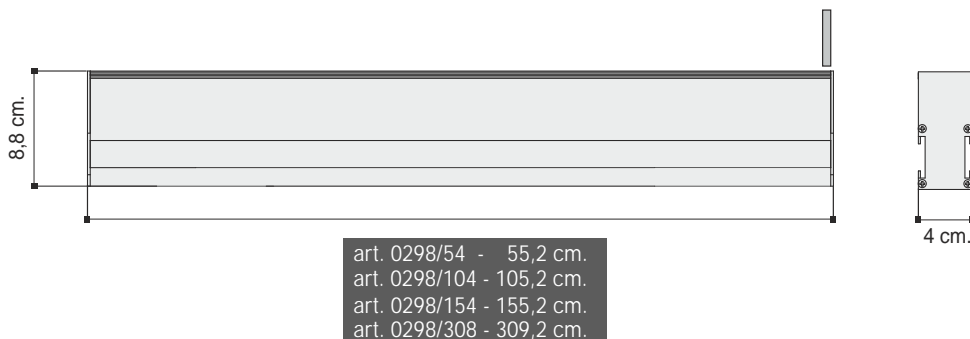 8,8 cm.
4 cm.
art. 0298/54 - 55,2 cm.
art. 0298/104 - 105,2 cm.
art. 0298/154 - 155,2 cm.
art. 0298/308 - 309,2 cm.